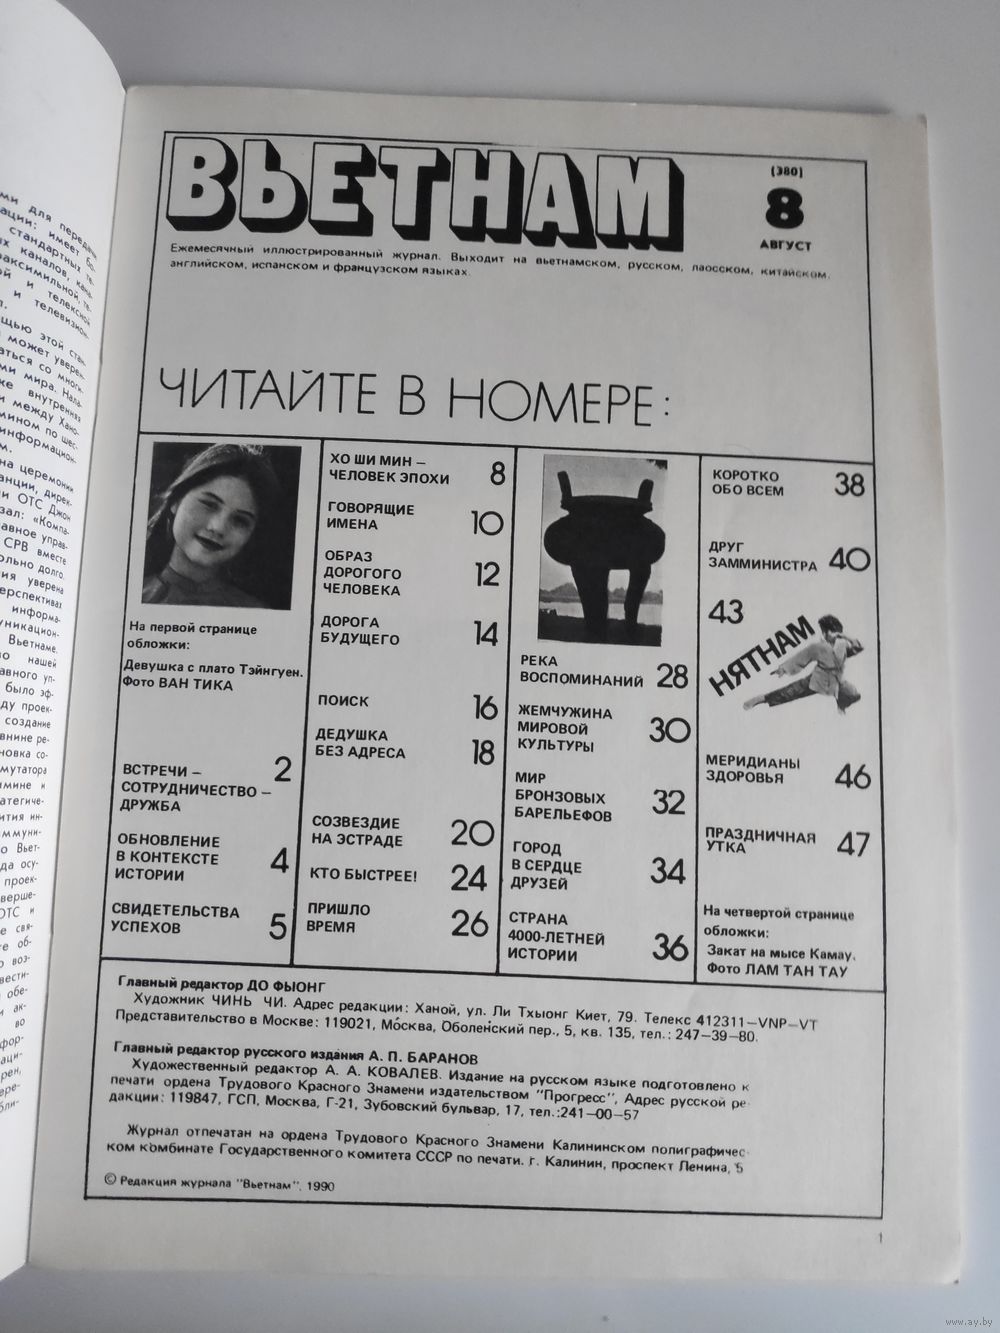 ВЬЕТНАМ
(380)
8
АВГУСТ
Ежемесячный иллюстрированный журнал. Выходит на вьетнамском, русском, лаосском, китайском,
английском, испанском и французском языках.
ЧИТАЙТЕ В НОМЕРЕ:
На первой странице
обложки:
Девушка с плато Тэйнгуен.
Фото ВАН ТИКА
ВСТРЕЧИ – 2
СОТРУДНИЧЕСТВО –
ДРУЖБА
ОБНОВЛЕНИЕ
В КОНТЕКСТЕ 4
ИСТОРИИ
СВИДЕТЕЛЬСТВА
УСПЕХОВ 5
ХО ШИ МИН –
ЧЕЛОВЕК ЭПОХИ 8
ГОВОРЯЩИЕ
ИМЕНА 10
ОБРАЗ
ДОРОГОГО 12
ЧЕЛОВЕКА
ДОРОГА
БУДУЩЕГО 14
ПОИСК 16
ДЕДУШКА
БЕЗ АДРЕСА 18
СОЗВЕЗДИЕ
НА ЭСТРАДЕ 20
КТО БЫСТРЕЕ! 24
ПРИШЛО
ВРЕМЯ 26
РЕКА
ВОСПОМИНАНИЙ 28
ЖЕМЧУЖИНА
МИРОВОЙ 30
КУЛЬТУРЫ
МИР
БРОНЗОВЫХ 32
БАРЕЛЬЕФОВ
ГОРОД
В СЕРДЦЕ 34
ДРУЗЕЙ
СТРАНА
4000-ЛЕТНЕЙ 36
ИСТОРИИ
КОРОТКО
ОБО ВСЕМ 38
ДРУГ
ЗАММИНИСТРА 40
43
НЯТНАМ
МЕРИДИАНЫ
ЗДОРОВЬЯ 46
ПРАЗДНИЧНАЯ
УТКА 47
На четвертой странице
обложки:
Закат на мысе Камау.
Фото ЛАМ ТАН ТАУ
Главный редактор ДО ФЫОНГ
Художник ЧИНЬ ЧИ. Адрес редакции: Ханой, ул. Ли Тхыонг Киет, 79. Телекс 412311–VNP–VT
Представительство в Москве: 119021, Москва, Оболенский пер., 5, кв. 135, тел.: 247–39–80.
Главный редактор русского издания А. П. БАРАНОВ
Художественный редактор А. А. КОВАЛЕВ. Издание на русском языке подготовлено к
печати ордена Трудового Красного Знамени издательством "Прогресс", Адрес русской ре-
дакции: 119847, ГСП, Москва, Г-21, Зубовский бульвар, 17, тел.:241–00–57
Журнал отпечатан на ордена Трудового Красного Знамени Калининском полиграфичес-
ком комбинате Государственного комитета СССР по печати. г. Калинин, проспект Ленина, 5
© Редакция журнала "Вьетнам", 1990
1
www.ay.by